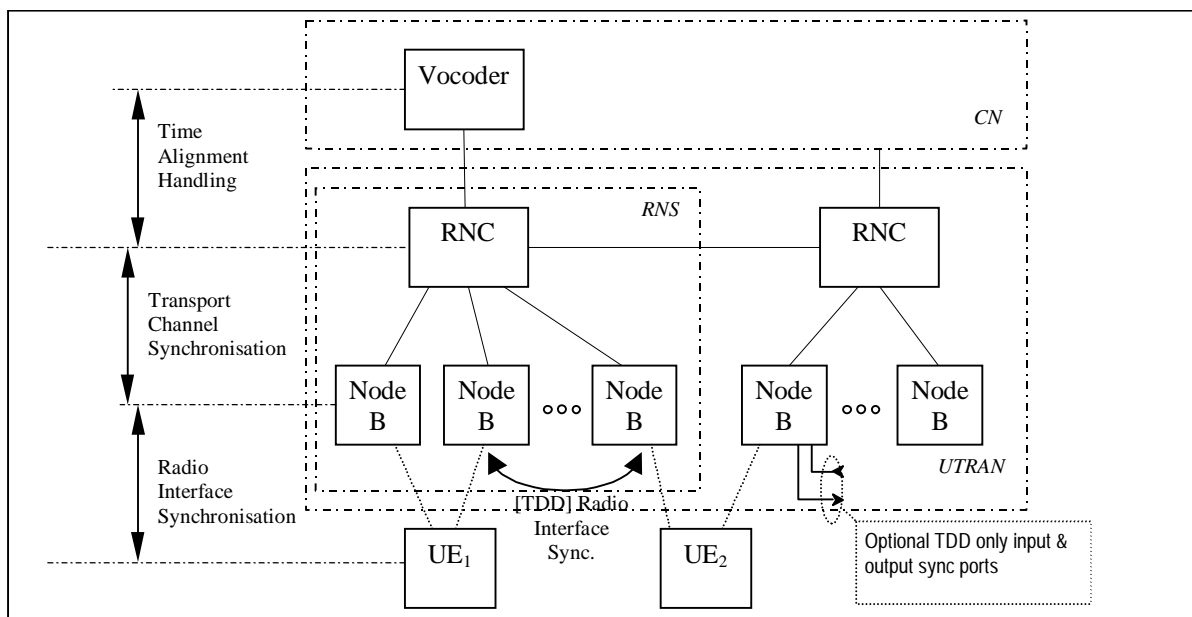 Vocoder
CN
Time
Alignment
Handling
RNS
RNC
RNC
Transport
Channel
Synchronisation
Node
B
Node
B
Node
B
Node
B
Node
B
UTRAN
Radio
Interface
Synchronisation
[TDD] Radio
Interface
Sync.
UE₁
UE₂
Optional TDD only input &
output sync ports